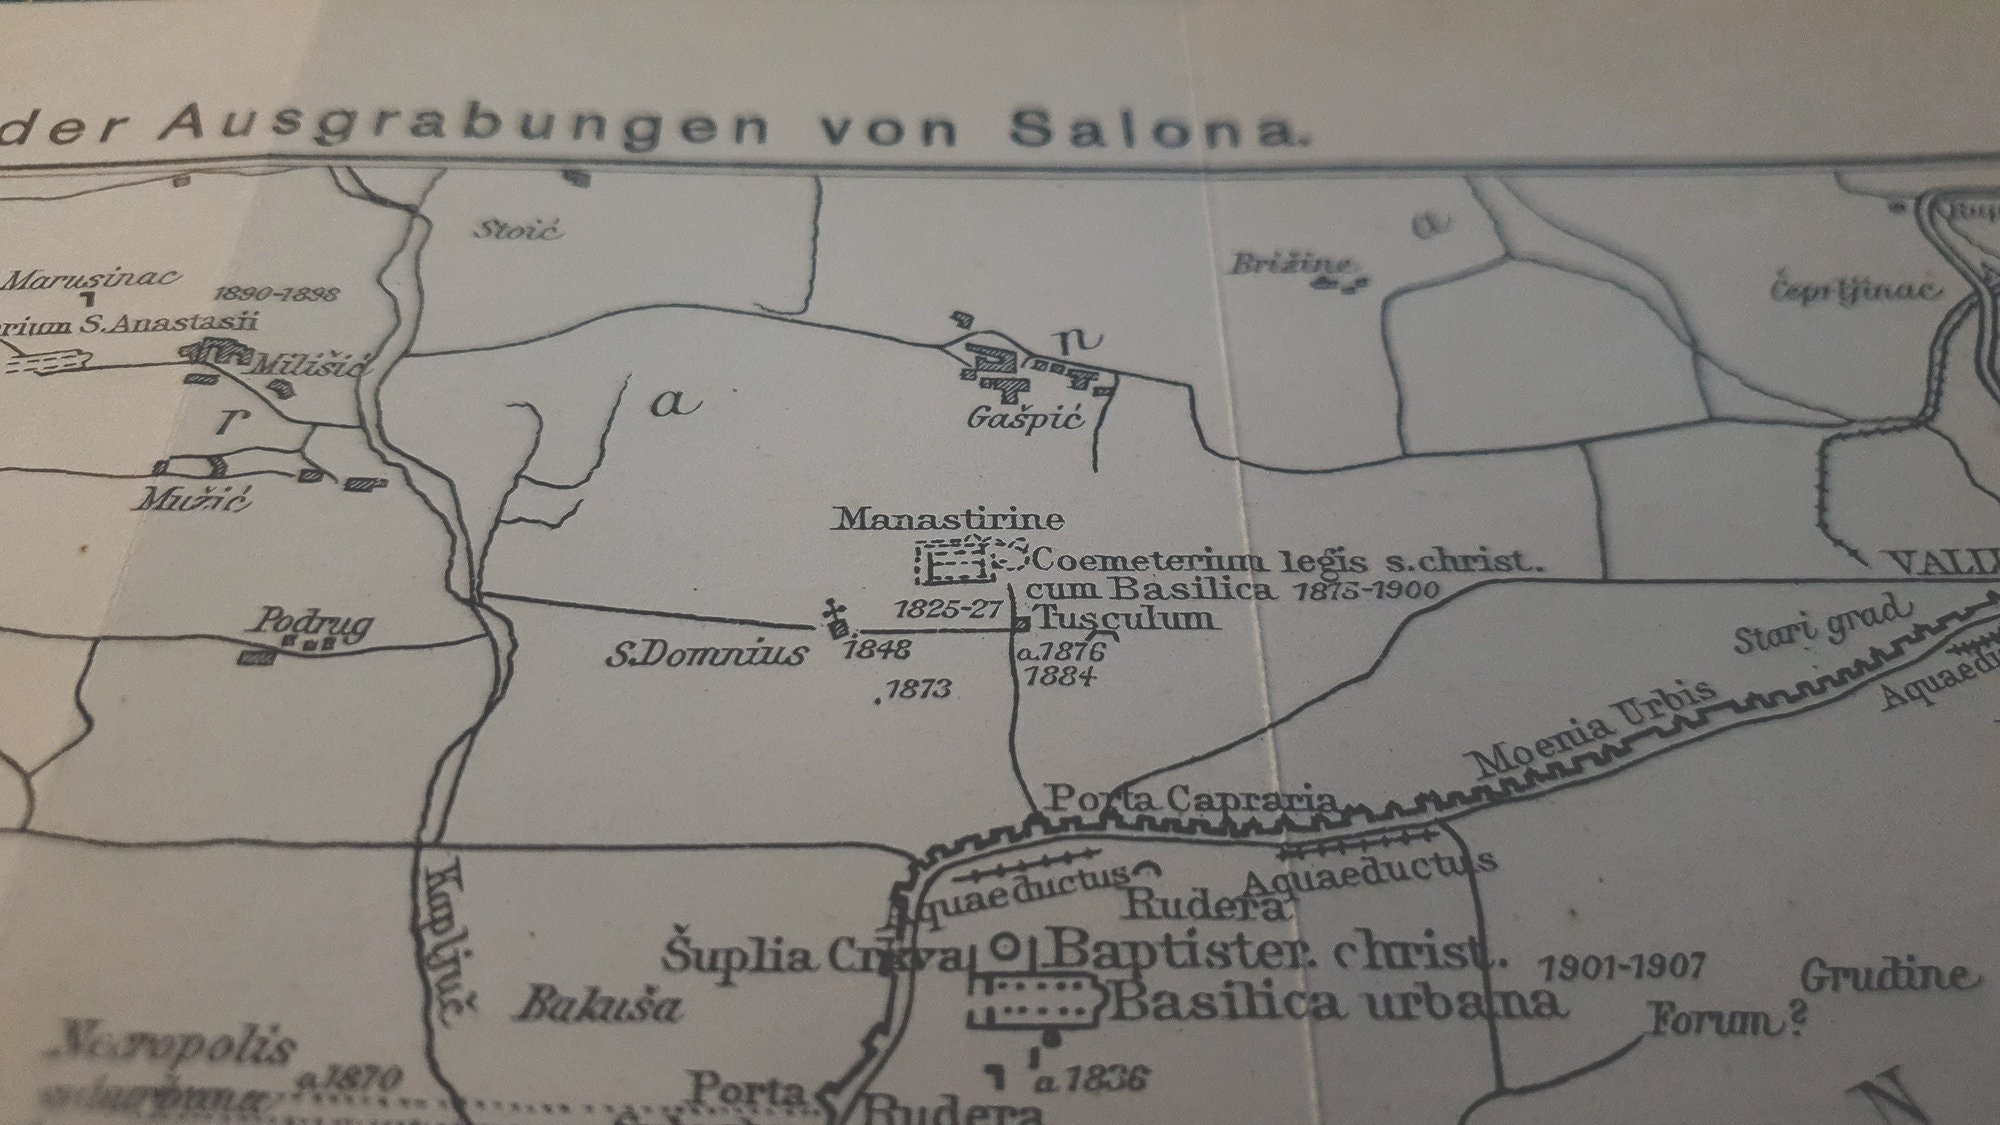 der Ausgrabungen von Salona.
Stoić
a
Brižine
Marusinac
1890-1898
Čeprljinac
rium S. Anastasii
Milišić
n
Gašpić
a
r
Mužić
Manastirine
Coemeterium legis s. christ.
cum Basilica 1875-1900
1825-27
Tusculum
Podrug
S. Domnius
1848
a. 1876
1884
1873
Stari grad
Moenia Urbis
Porta Capraria
Aquaeductus
Aquaeductus
Rudera
Kapljuč
Šuplia Crkva
Baptister. christ.
1901-1907
Grudine
Bakuša
Basilica urbana
Forum?
Necropolis
a. 1870
a 1836
Porta
Rudera
N